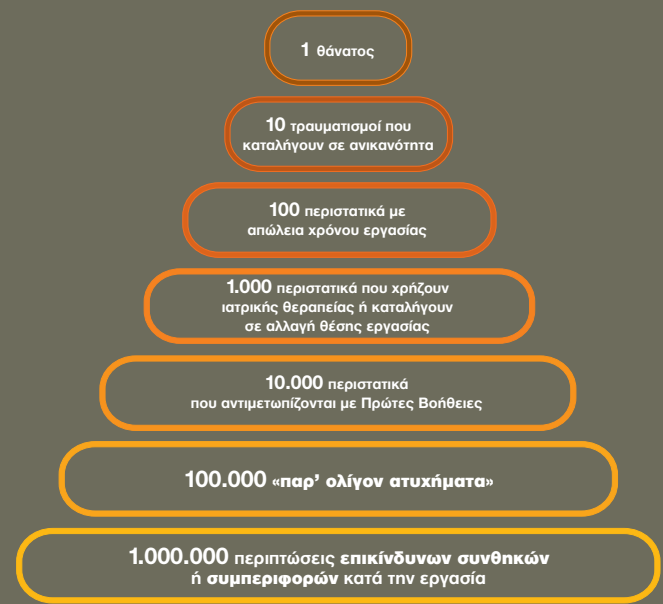 1 θάνατος
10 τραυματισμοί που
καταλήγουν σε ανικανότητα
100 περιστατικά με
απώλεια χρόνου εργασίας
1.000 περιστατικά που χρήζουν
ιατρικής θεραπείας ή καταλήγουν
σε αλλαγή θέσης εργασίας
10.000 περιστατικά
που αντιμετωπίζονται με Πρώτες Βοήθειες
100.000 «παρ’ ολίγον ατυχήματα»
1.000.000 περιπτώσεις επικίνδυνων συνθηκών
ή συμπεριφορών κατά την εργασία